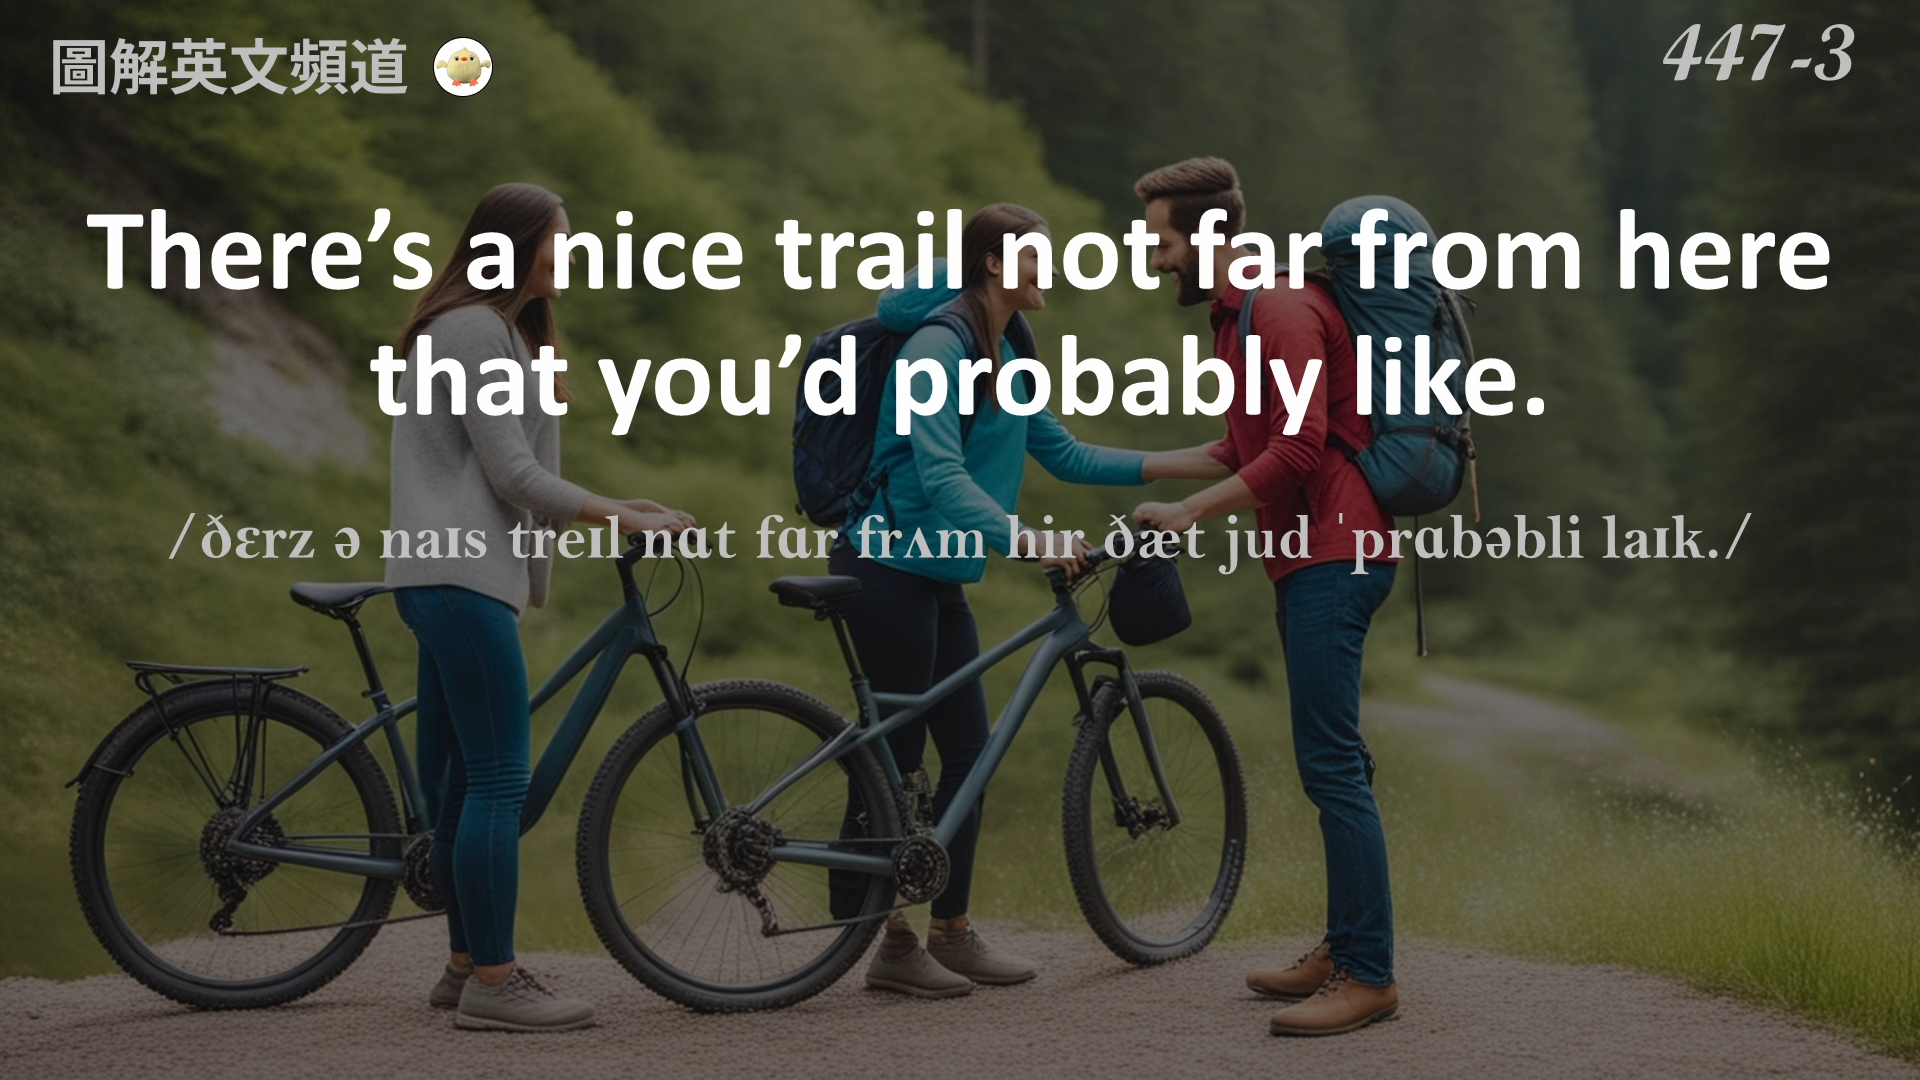 圖解英文頻道
447-3
There’s a nice trail not far from here
that you’d probably like.
/ðɛrz ə naɪs treɪl nɑt fɑr frʌm hir ðæt jud ˈprɑbəbli laɪk./